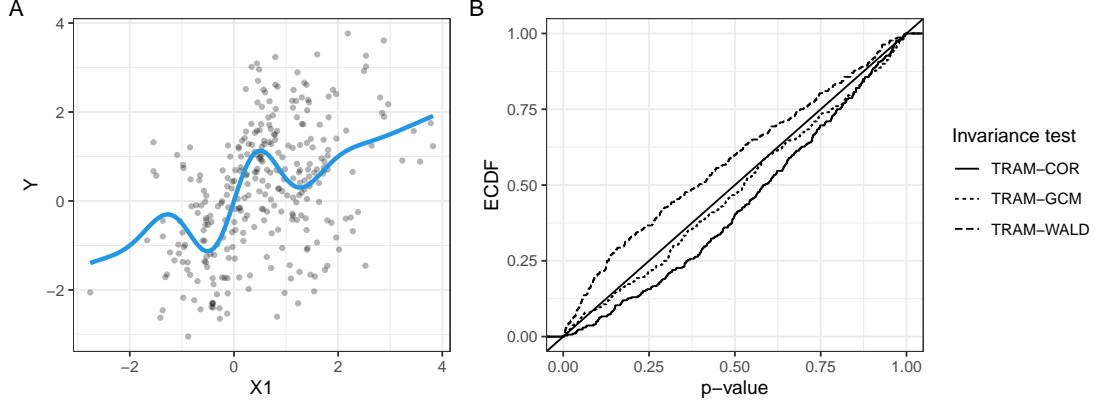 A
4
2
0
−2
Y
−2
0
2
4
X1
B
1.00
0.75
0.50
0.25
0.00
ECDF
0.00
0.25
0.50
0.75
1.00
p−value
Invariance test
TRAM−COR
TRAM−GCM
TRAM−WALD